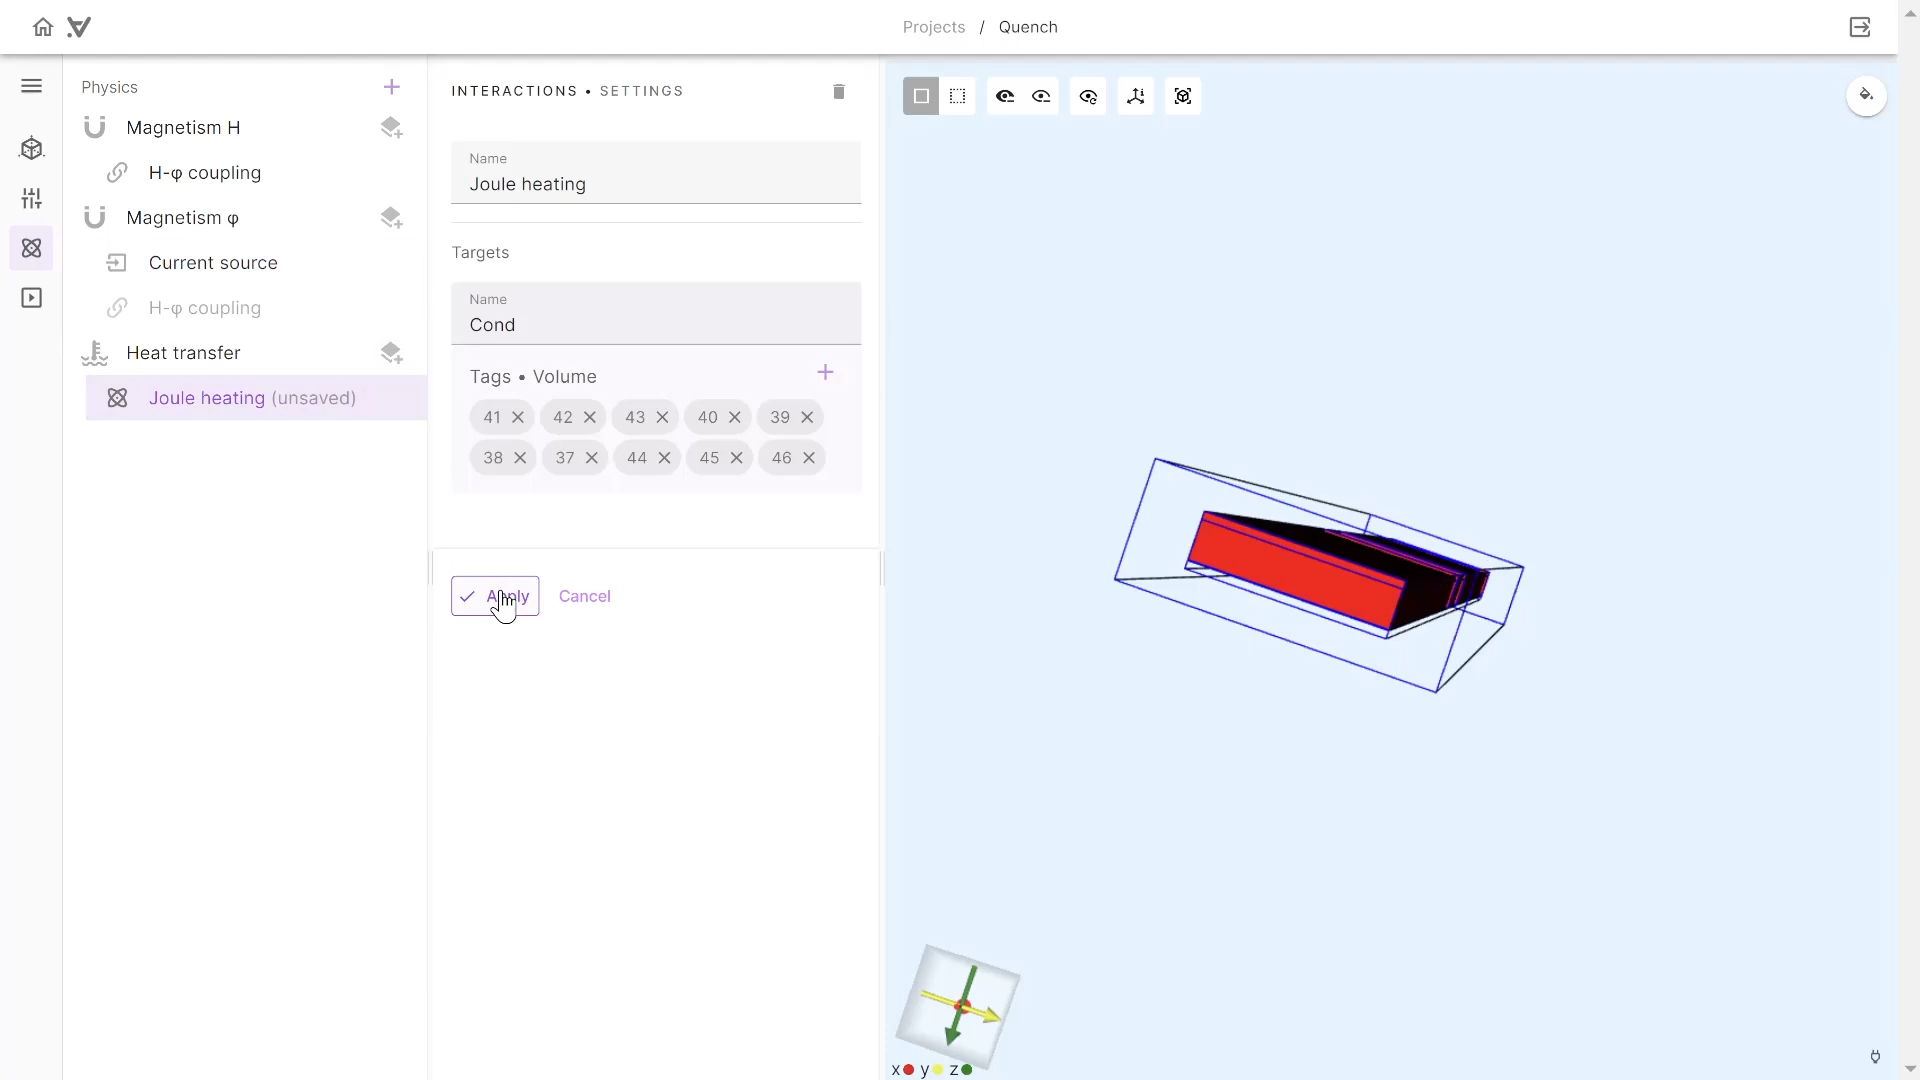 Projects / Quench
Physics
Magnetism H
H-φ coupling
Magnetism φ
Current source
H-φ coupling
Heat transfer
Joule heating (unsaved)
INTERACTIONS • SETTINGS
Name
Joule heating
Targets
Name
Cond
Tags • Volume
41 42 43 40 39
38 37 44 45 46
Apply Cancel
x y z